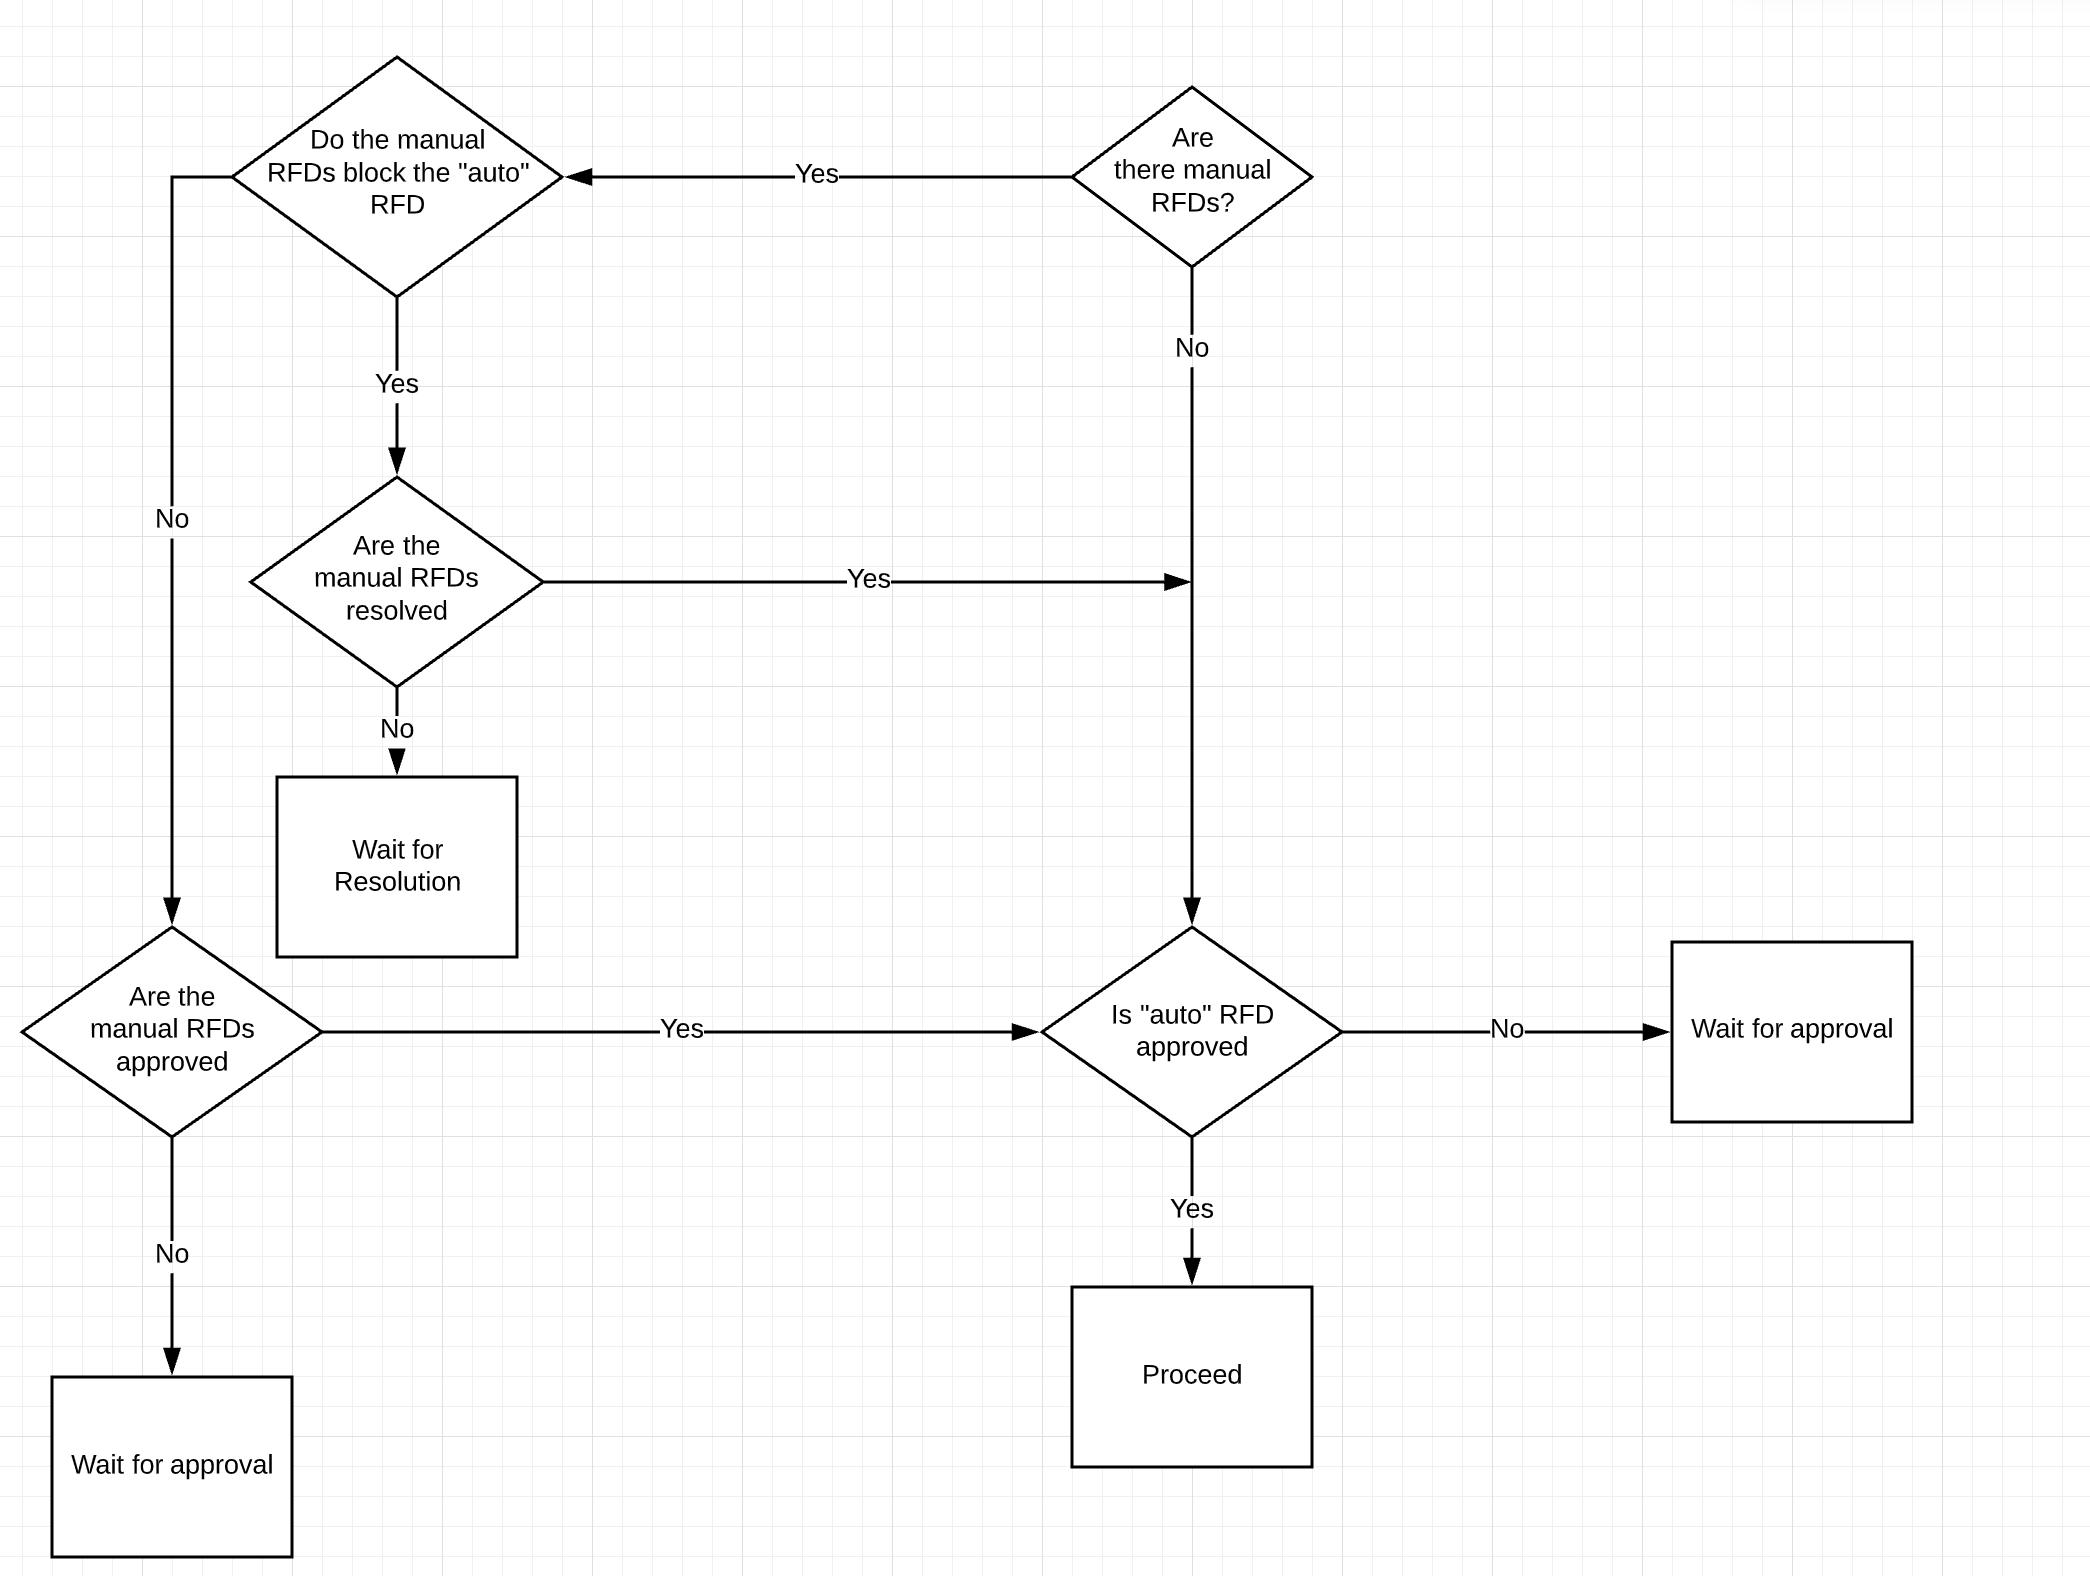 Do the manual
RFDs block the "auto"
RFD
Yes
Are
there manual
RFDs?
No
Yes
No
Are the
manual RFDs
resolved
Yes
No
Wait for
Resolution
Are the
manual RFDs
approved
Yes
Is "auto" RFD
approved
No
Wait for approval
Yes
No
Proceed
Wait for approval